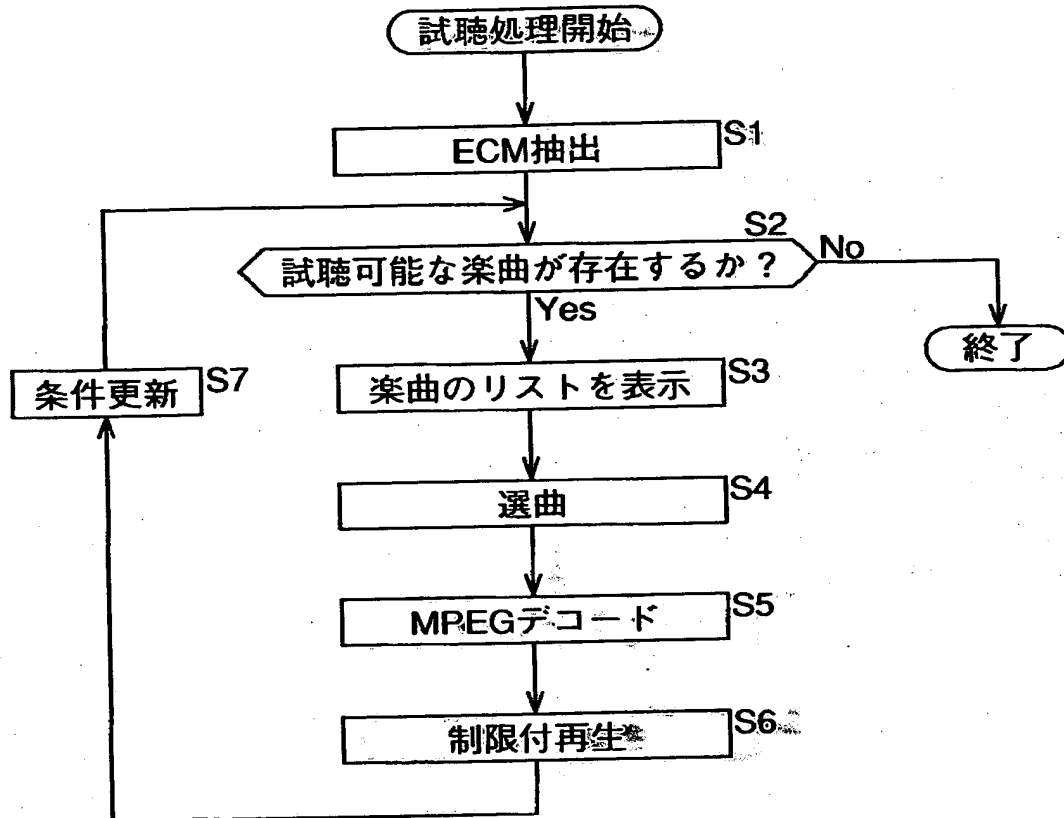 試聴処理開始
ECM抽出
S1
S2
試聴可能な楽曲が存在するか？
No
Yes
終了
楽曲のリストを表示
S3
条件更新
S7
選曲
S4
MPEGデコード
S5
制限付再生
S6